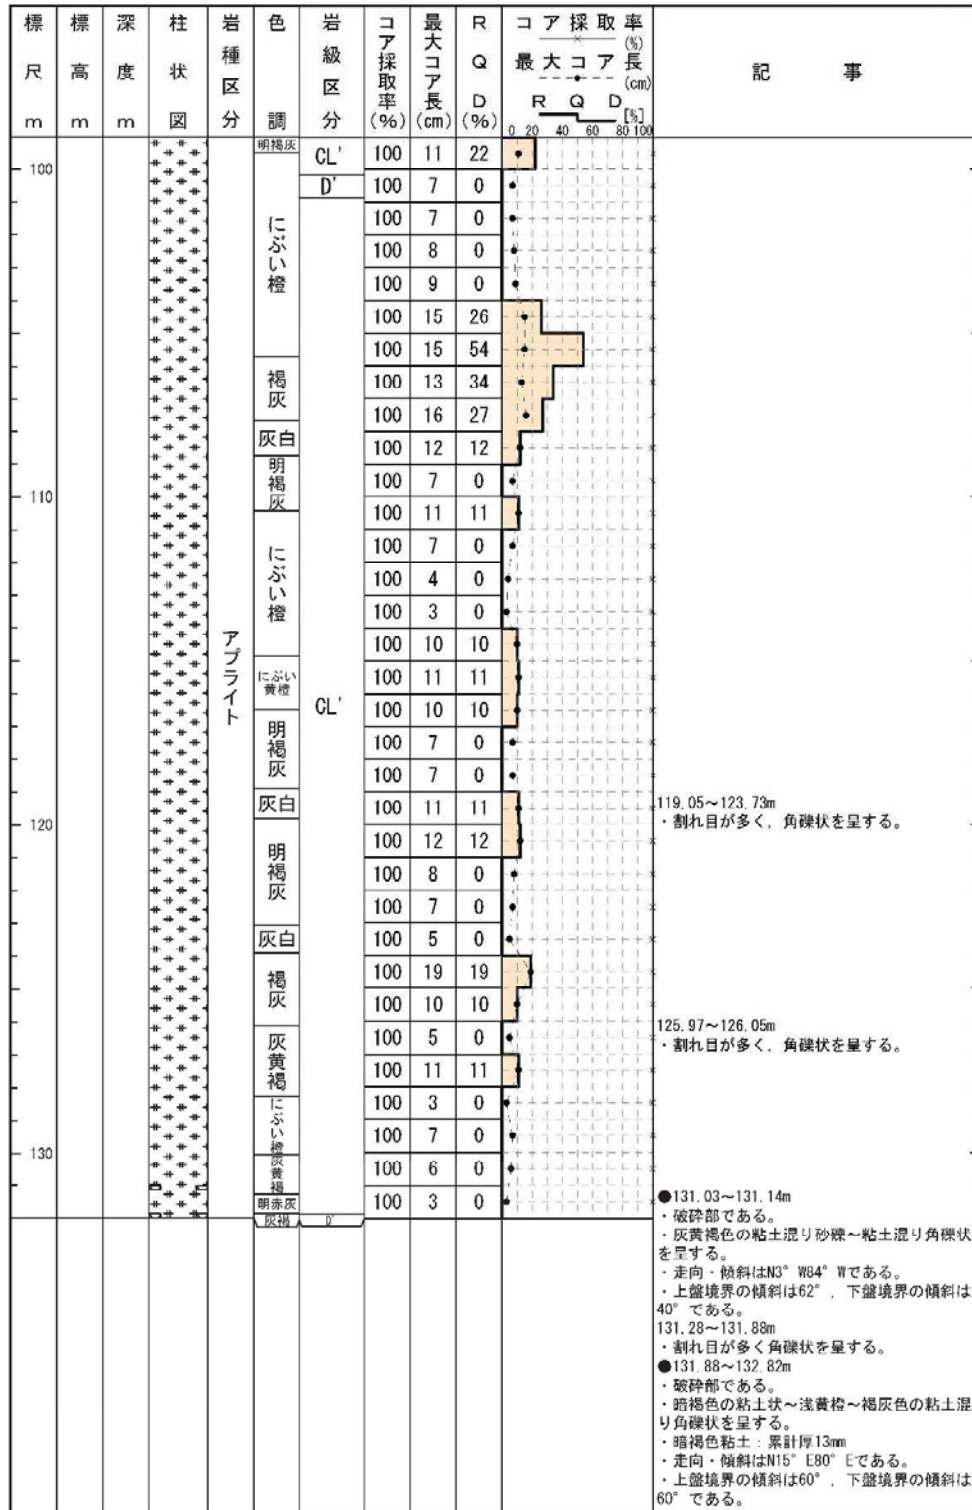 標尺m 標高m 深度m 柱状図 岩種区分 色調 岩級区分 コア採取率(%) 最大コア長(cm) RQD(%) コア採取率(%) 最大コア長(cm) RQD[%] 記事
0 20 40 60 80 100
明褐灰 CL' 100 11 22
100
D' 100 7 0
100 7 0
にぶい橙
100 8 0
100 9 0
100 15 26
100 15 54
褐灰
100 13 34
100 16 27
灰白
100 12 12
明褐灰
100 7 0
110
100 11 11
100 7 0
にぶい橙
100 4 0
100 3 0
アプライト
100 10 10
にぶい黄橙
100 11 11
CL'
100 10 10
明褐灰
100 7 0
100 7 0
灰白
100 11 11
119.05～123.73m
・割れ目が多く，角礫状を呈する。
120
100 12 12
明褐灰
100 8 0
100 7 0
灰白
100 5 0
褐灰
100 19 19
100 10 10
125.97～126.05m
・割れ目が多く，角礫状を呈する。
灰黄褐
100 5 0
100 11 11
にぶい橙
100 3 0
100 7 0
130
灰黄褐
100 6 0
明赤灰
100 3 0
灰褐 D'
●131.03～131.14m
・破砕部である。
・灰黄褐色の粘土混り砂礫～粘土混り角礫状
を呈する。
・走向・傾斜はN3° W84° Wである。
・上盤境界の傾斜は62°，下盤境界の傾斜は
40°である。
131.28～131.88m
・割れ目が多く角礫状を呈する。
●131.88～132.82m
・破砕部である。
・暗褐色の粘土状～浅黄橙～褐灰色の粘土混
り角礫状を呈する。
・暗褐色粘土：累計厚13mm
・走向・傾斜はN15° E80° Eである。
・上盤境界の傾斜は60°，下盤境界の傾斜は
60°である。